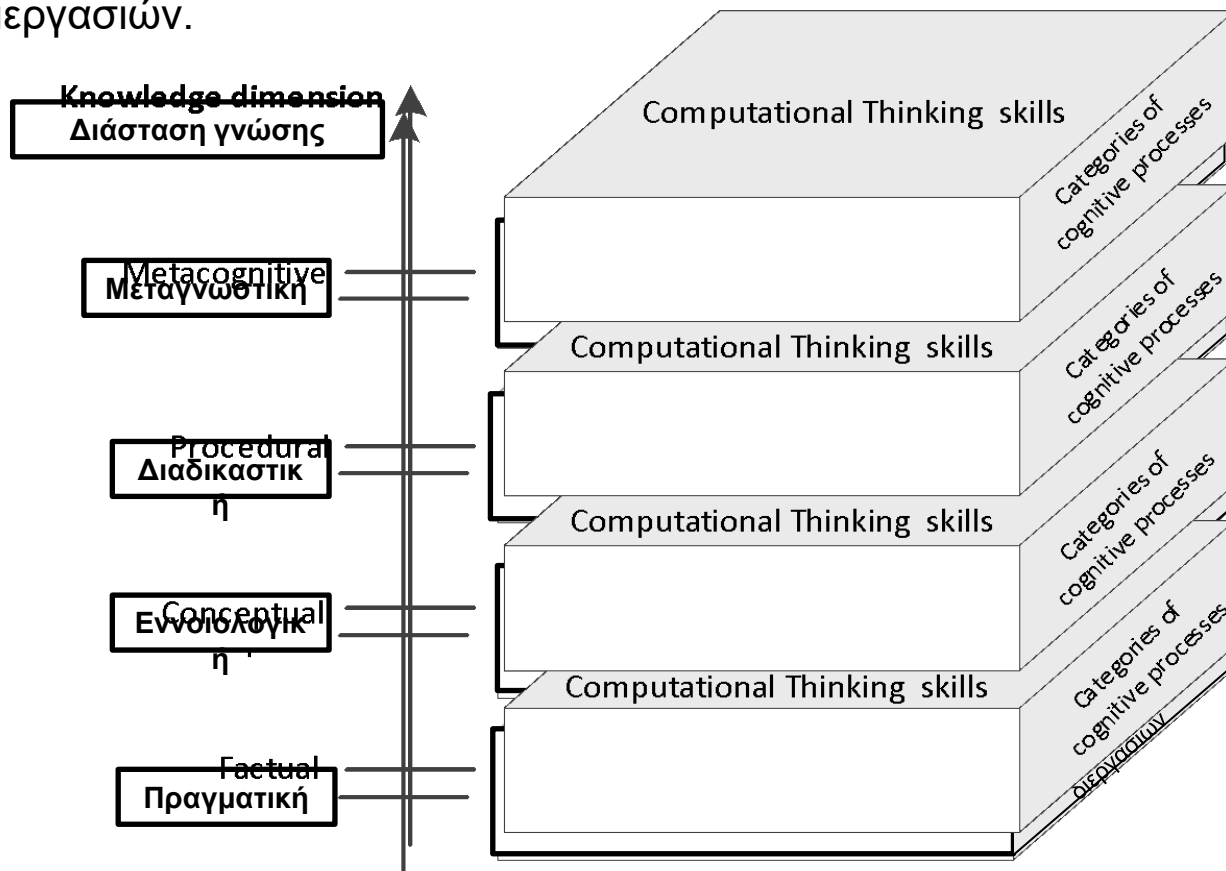 ιεργασιών.
Knowledge dimension
Διάσταση γνώσης
Computational Thinking skills
Categories of
cognitive processes
Metacognitive
Μεταγνωστική
Computational Thinking skills
Categories of
cognitive processes
Procedural
Διαδικαστικ
ή
Computational Thinking skills
Categories of
cognitive processes
Conceptual
Εννοιολογικ
ή
Computational Thinking skills
Categories of
cognitive processes
διεργασιών
Factual
Πραγματική